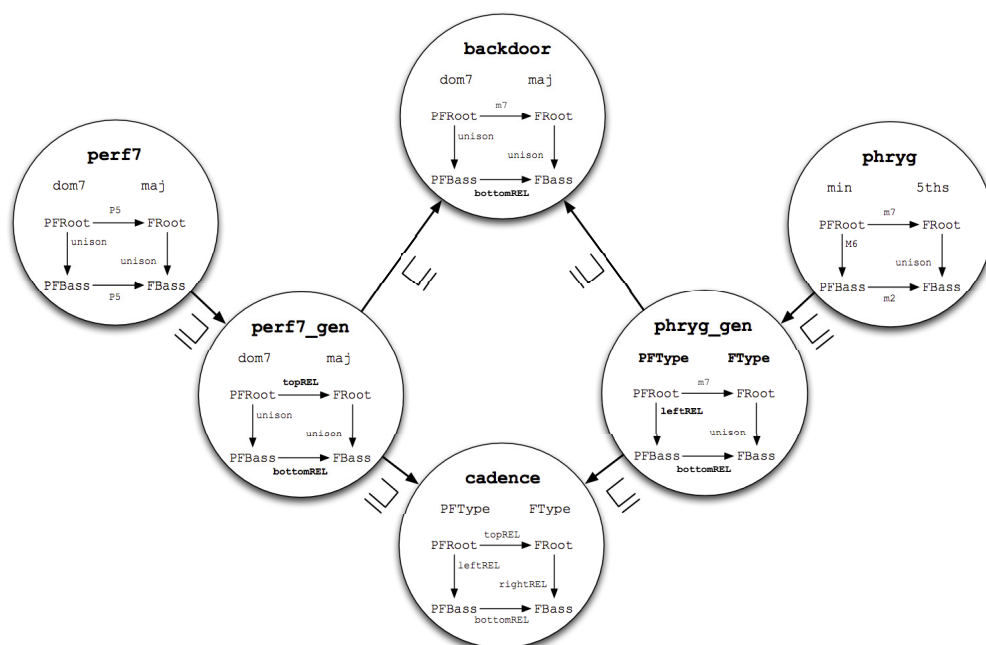 backdoor
dom7 maj
m7
PFRoot FRoot
unison
unison
PFBass FBass
bottomREL
perf7
dom7 maj
P5
PFRoot FRoot
unison
unison
PFBass FBass
P5
phryg
min 5ths
m7
PFRoot FRoot
M6
unison
PFBass FBass
m2
perf7_gen
dom7 maj
topREL
PFRoot FRoot
unison
unison
PFBass FBass
bottomREL
phryg_gen
PFType FType
m7
PFRoot FRoot
leftREL
unison
PFBass FBass
bottomREL
cadence
PFType FType
topREL
PFRoot FRoot
leftREL
rightREL
PFBass FBass
bottomREL
⊑
⊑
⊑
⊑
⊑
⊑